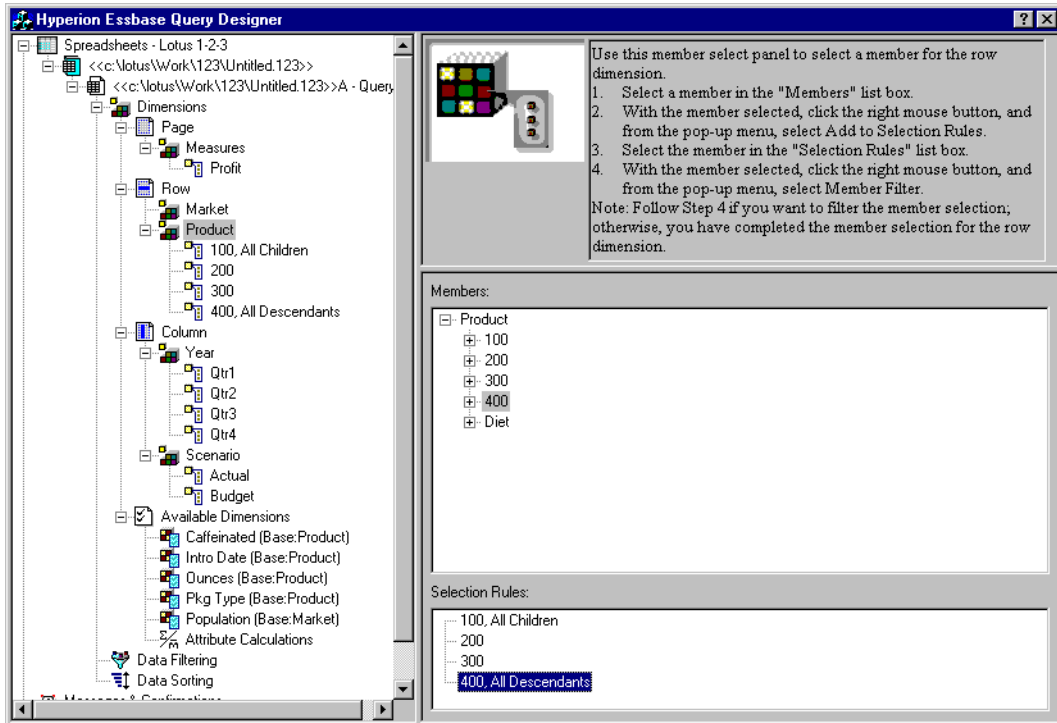 Hyperion Essbase Query Designer
Spreadsheets - Lotus 1-2-3
<<c:\lotus\Work\123\Untitled.123>>
<<c:\lotus\Work\123\Untitled.123>>A - Query
Dimensions
Page
Measures
Profit
Row
Market
Product
100, All Children
200
300
400, All Descendants
Column
Year
Qtr1
Qtr2
Qtr3
Qtr4
Scenario
Actual
Budget
Available Dimensions
Caffeinated (Base:Product)
Intro Date (Base:Product)
Ounces (Base:Product)
Pkg Type (Base:Product)
Population (Base:Market)
Attribute Calculations
Data Filtering
Data Sorting
Use this member select panel to select a member for the row
dimension.
1. Select a member in the "Members" list box.
2. With the member selected, click the right mouse button, and
from the pop-up menu, select Add to Selection Rules.
3. Select the member in the "Selection Rules" list box.
4. With the member selected, click the right mouse button, and
from the pop-up menu, select Member Filter.
Note: Follow Step 4 if you want to filter the member selection;
otherwise, you have completed the member selection for the row
dimension.
Members:
Product
100
200
300
400
Diet
Selection Rules:
100, All Children
200
300
400, All Descendants